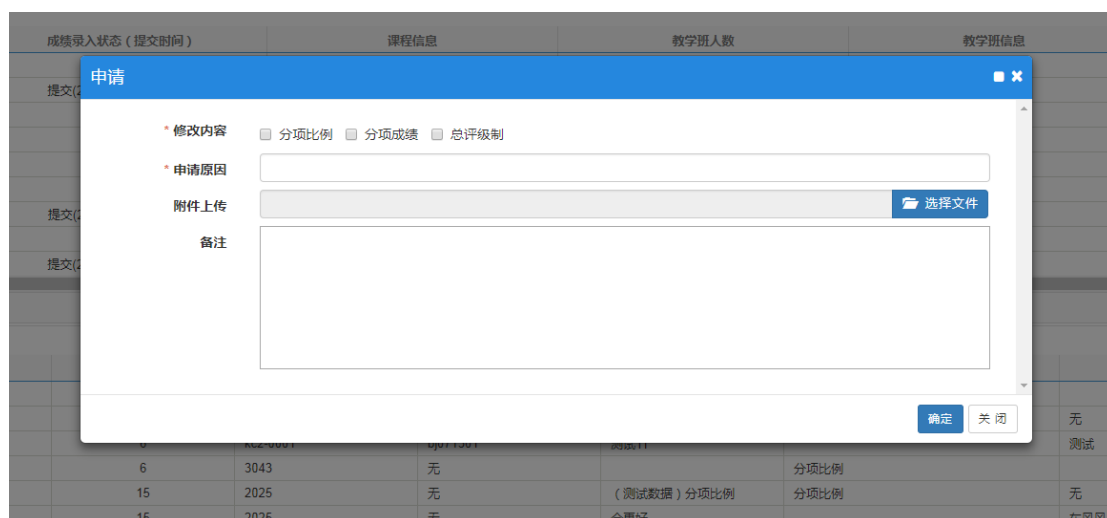 成绩录入状态（提交时间） 课程信息 教学班人数 教学班信息
申请
提交(2
* 修改内容 分项比例 分项成绩 总评级制
* 申请原因
附件上传 选择文件
提交(2
备注
提交(2
确定 关 闭
无
测试
6 3043 无 分项比例
15 2025 无 （测试数据）分项比例 分项比例 无